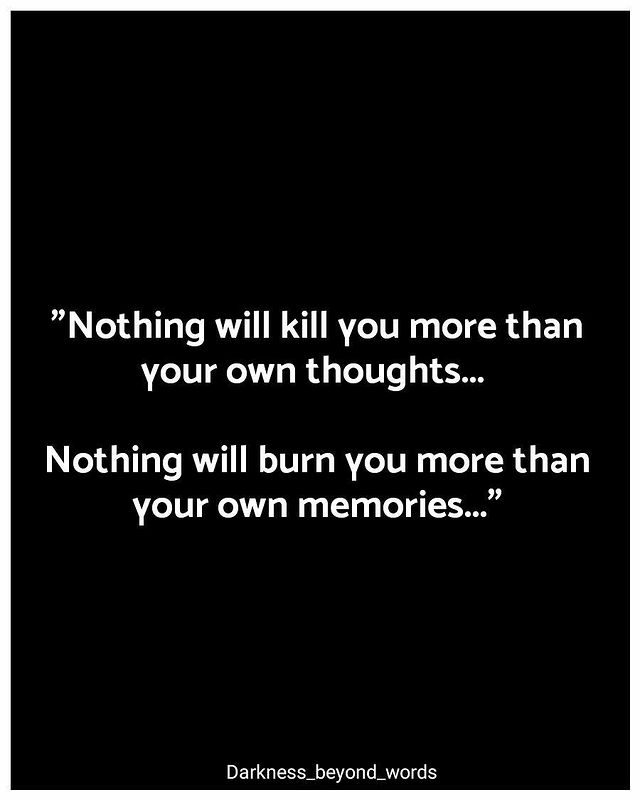 ”Nothing will kill you more than
your own thoughts...
Nothing will burn you more than
your own memories...”
Darkness_beyond_words